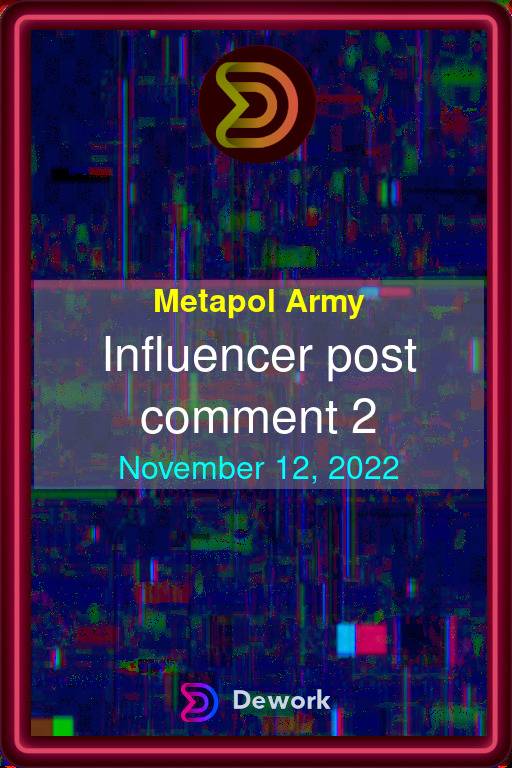 Metapol Army
Influencer post
comment 2
November 12, 2022
Dework